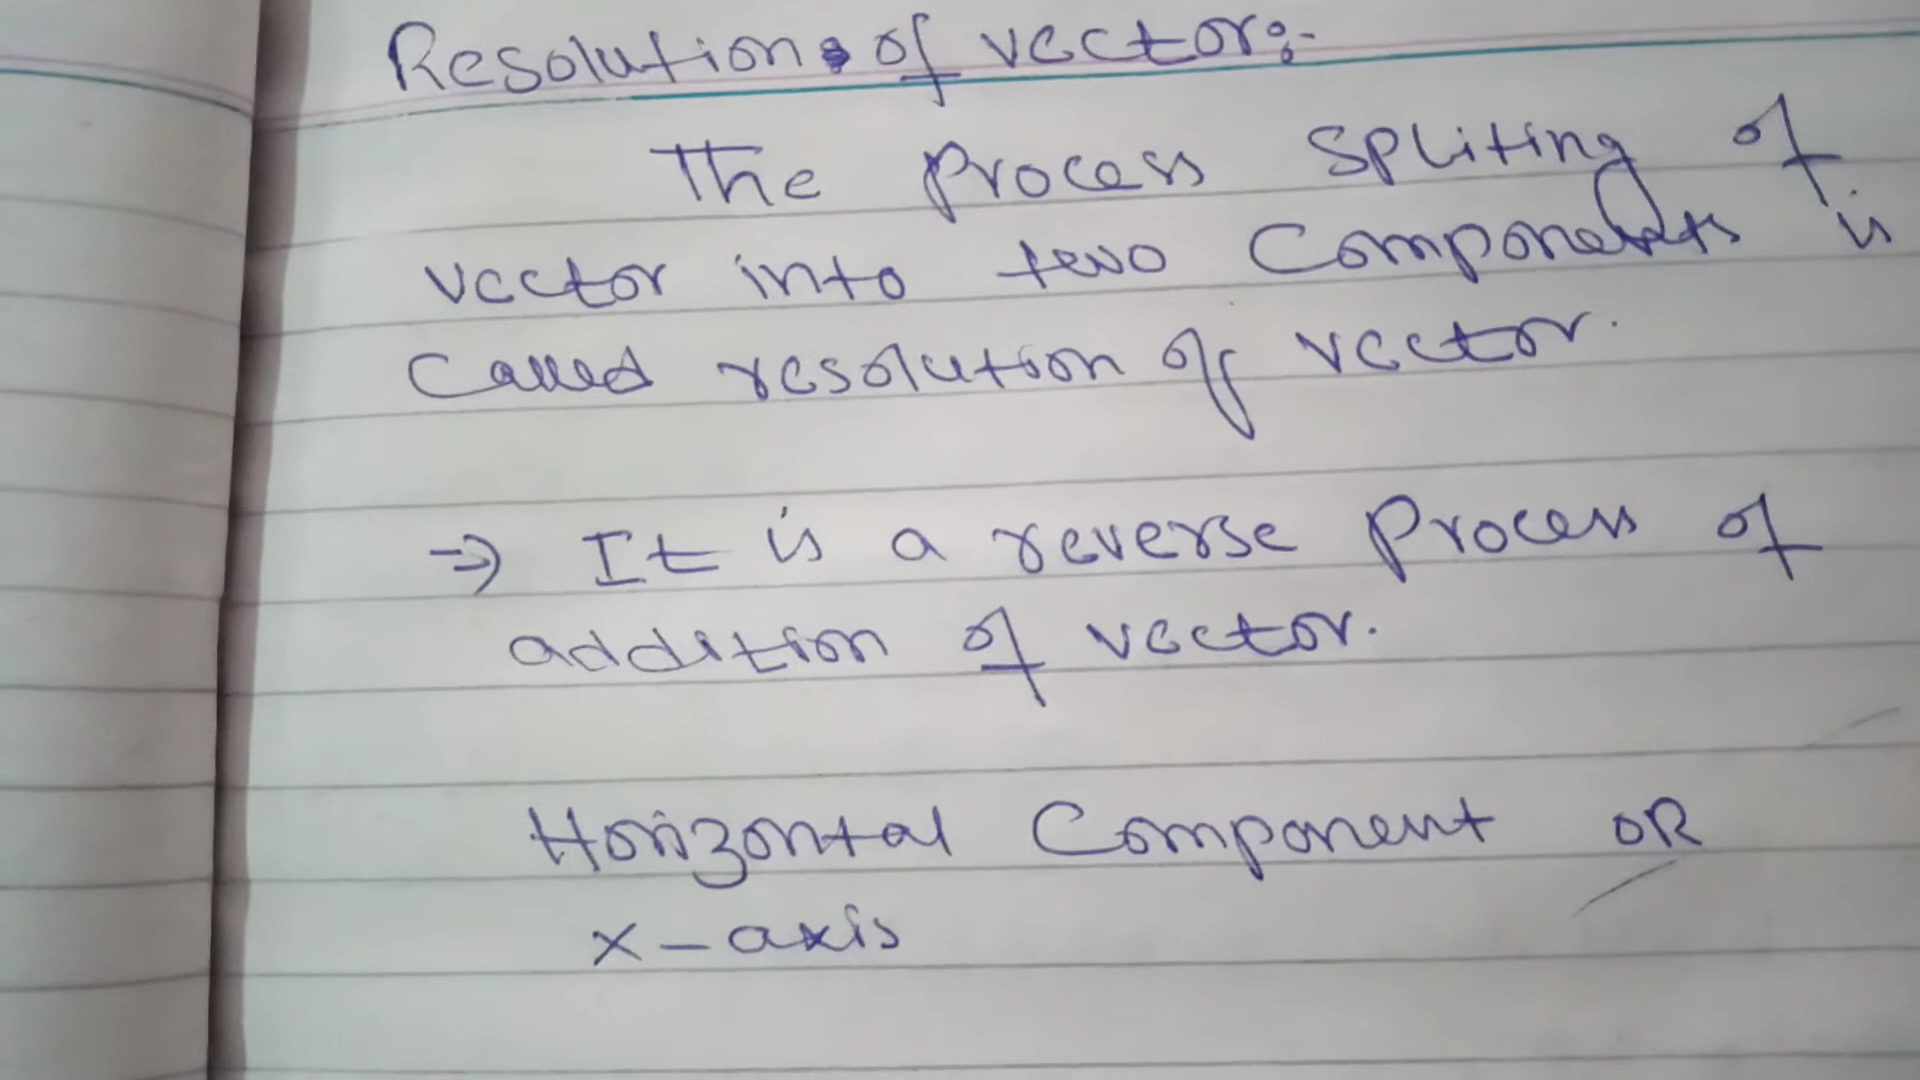 Resolution of vector:-
The process spliting of
vector into two components is
called resolution of vector.
⇒ It is a reverse process of
addition of vector.
Horizontal Component OR
x-axis